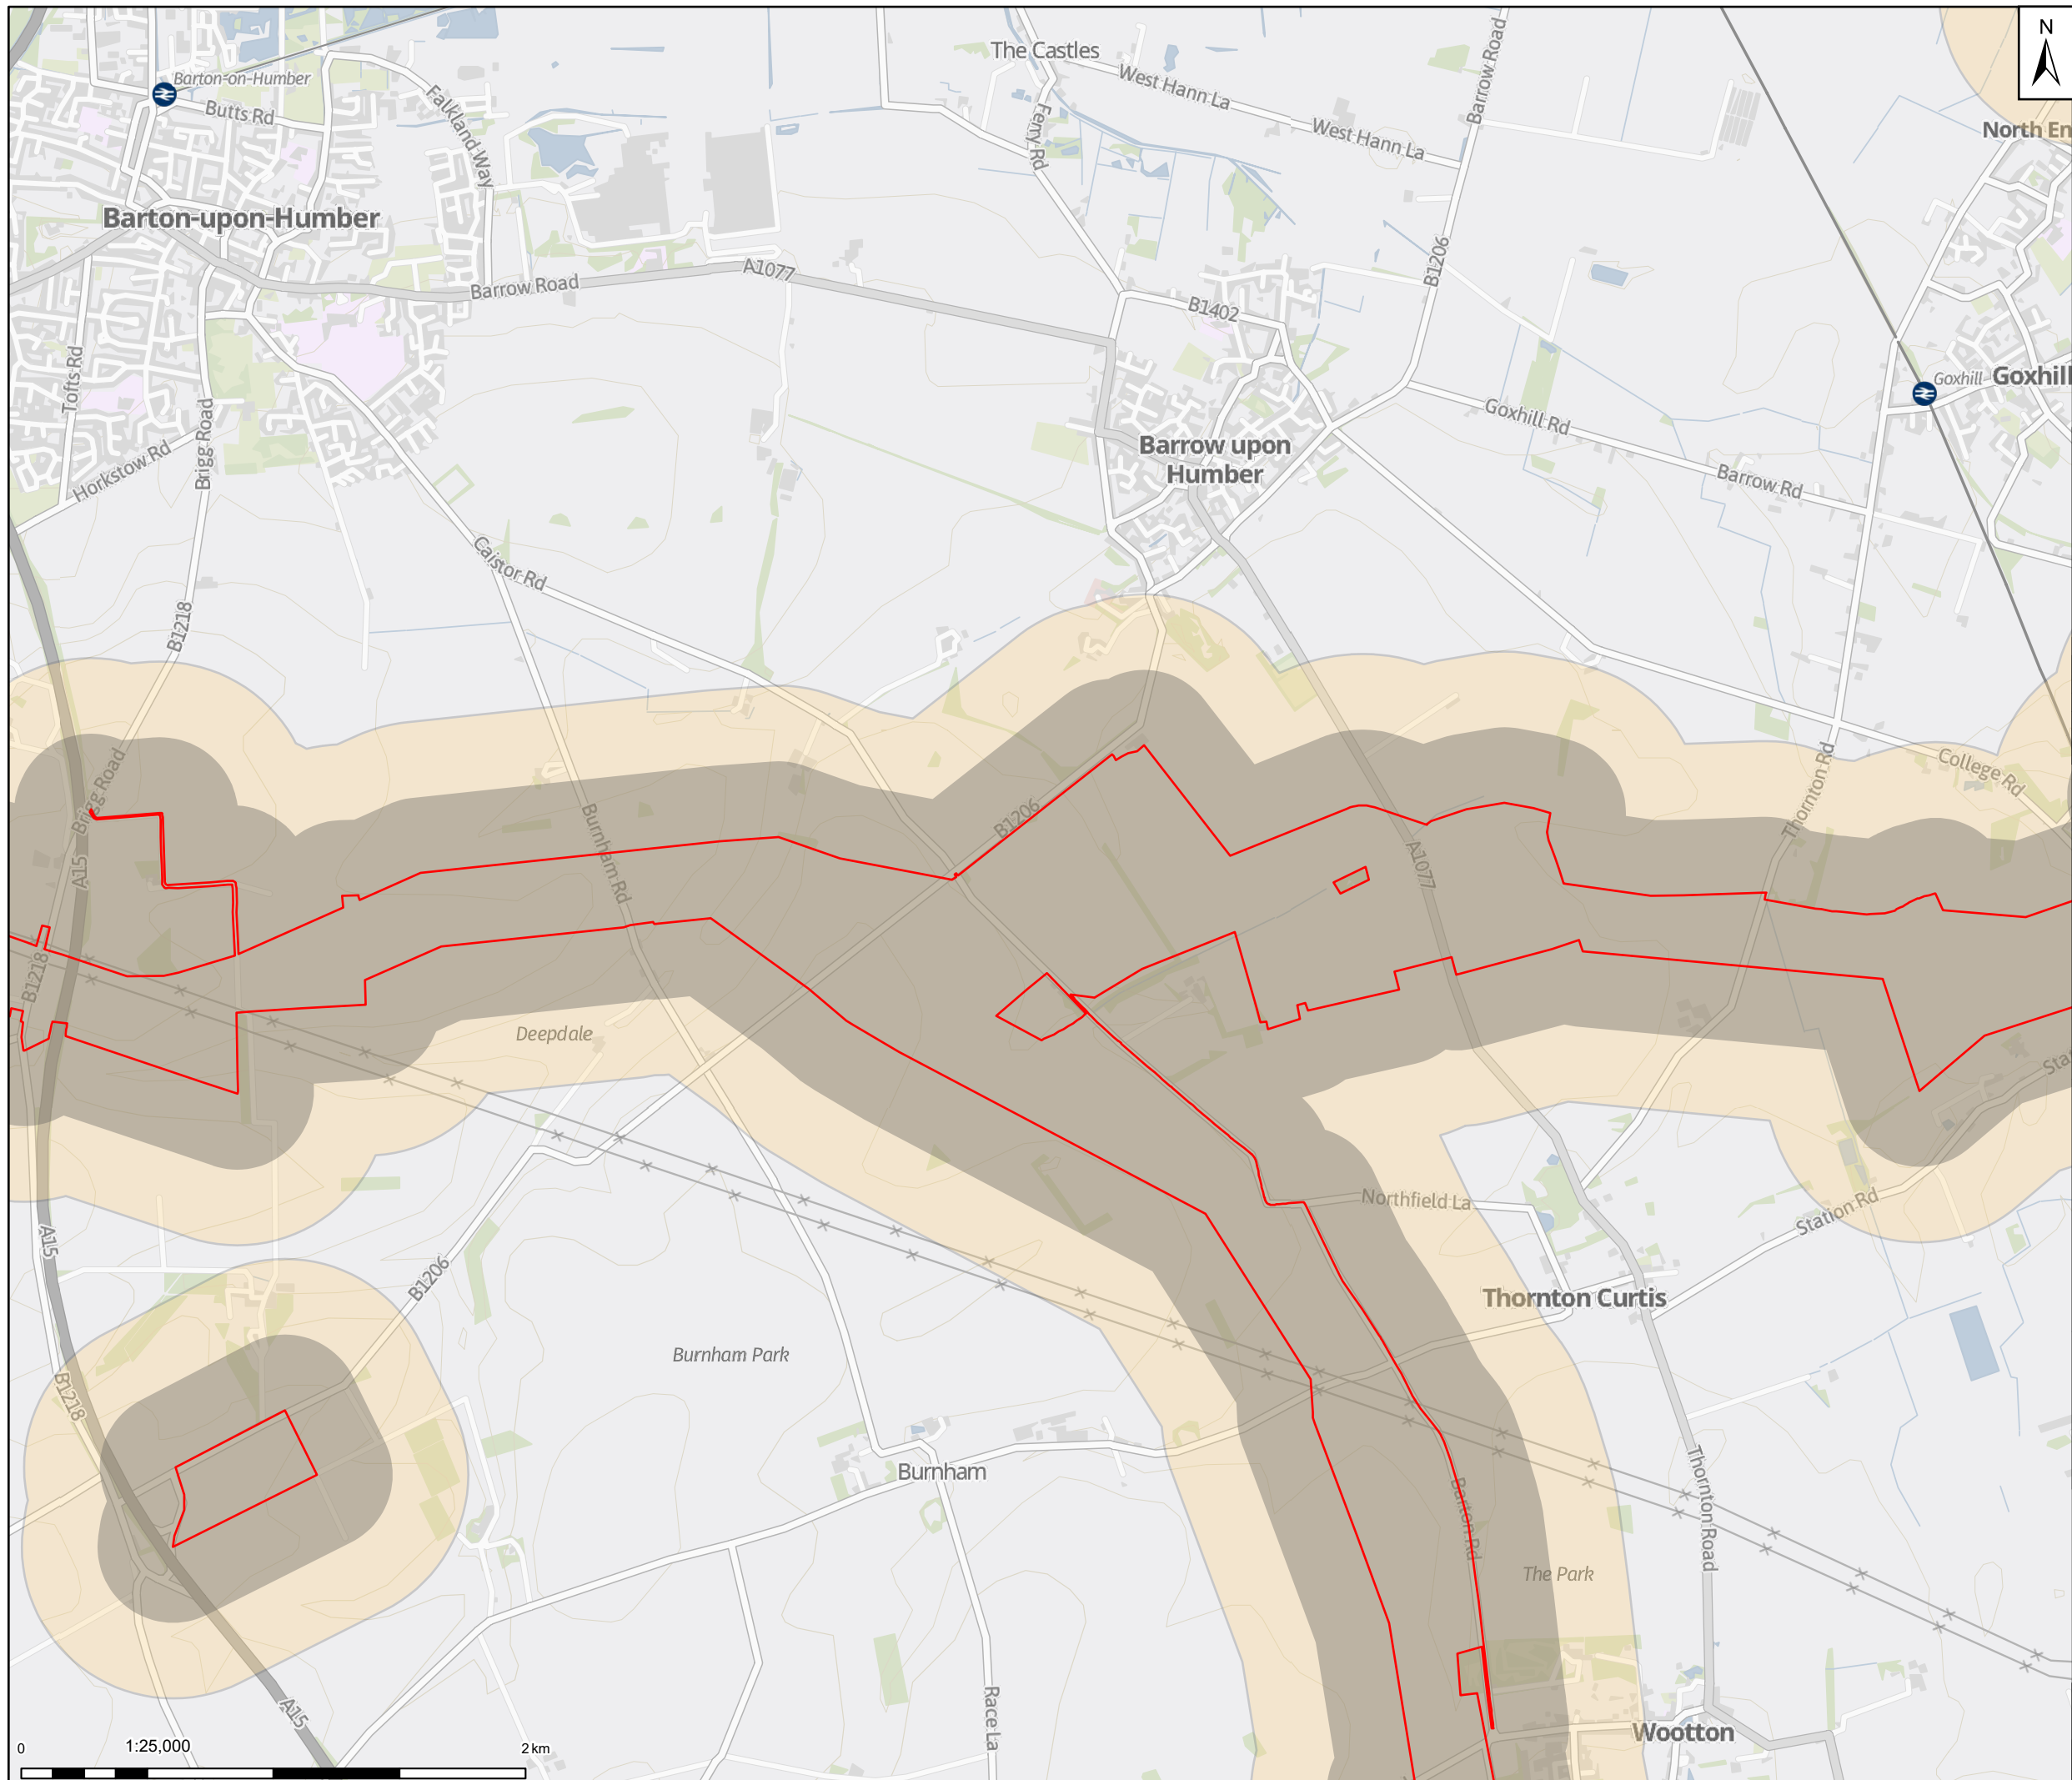 N
The Castles
Barton-on-Humber
West Hann La
Barrow Road
Butts Rd
Falkland Way
Ferry Rd
West Hann La
North En
Barton-upon-Humber
B1206
A1077
Barrow Road
B1402
Tofts Rd
Goxhill
Goxhill
Goxhill Rd
Brigg Road
Barrow upon
Humber
Horkstow Rd
Barrow Rd
Caistor Rd
B1218
College Rd
Brigg Road
Thornton Rd
B1206
Burnham Rd
A15
A1077
B1218
Deepdale
Sta
Northfield La
Station Rd
A15
B1206
Thornton Curtis
Burnham Park
B1218
Burnham
Thornton Road
Barton Rd
The Park
A15
Race La
Wootton
0
1:25,000
2 km